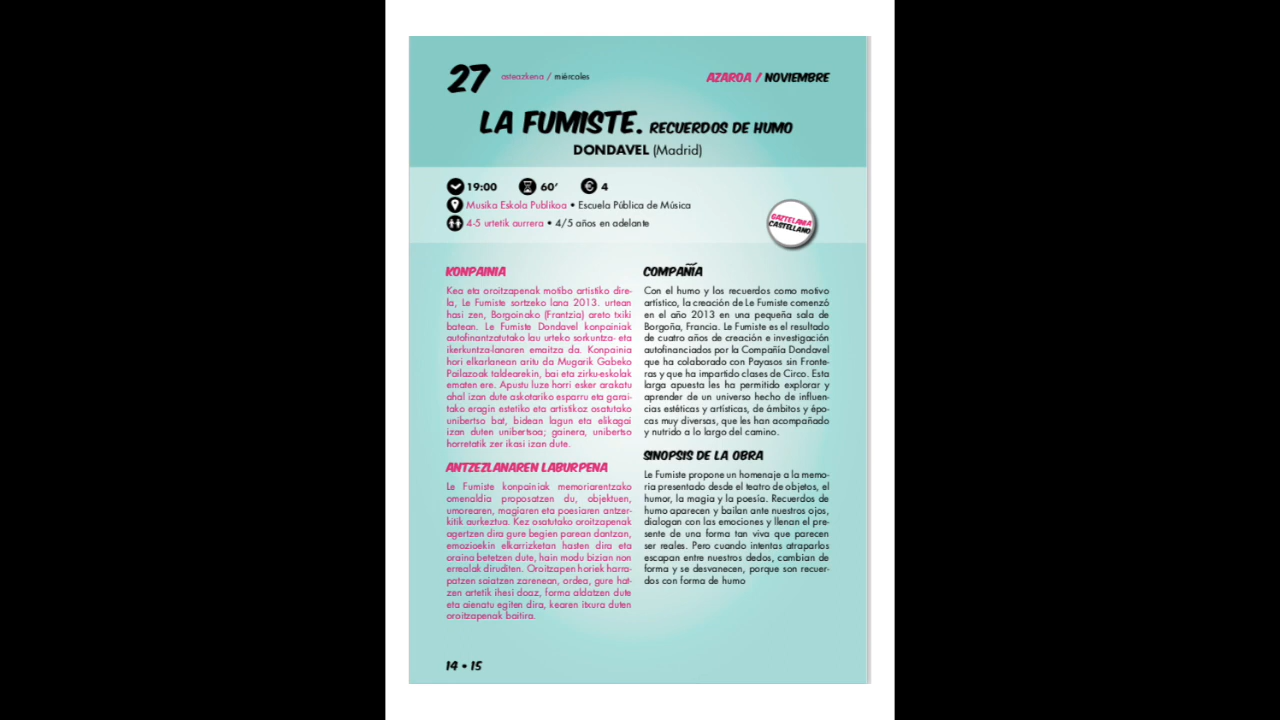 27 asteazkena / miércoles
AZAROA / NOVIEMBRE
LA FUMISTE. RECUERDOS DE HUMO
DONDAVEL (Madrid)
19:00 60’ 4
Musika Eskola Publikoa • Escuela Pública de Música
4-5 urtetik aurrera • 4/5 años en adelante
GAZTELANIA
CASTELLANO
KONPAINIA
Kea eta oroitzapenak motibo artistiko dire-
la, Le Fumiste sortzeko lana 2013. urtean
hasi zen, Borgoinako (Frantzia) areto txiki
batean. Le Fumiste Dondavel konpainiak
autofinantzatutako lau urteko sorkuntza- eta
ikerkuntza-lanaren emaitza da. Konpainia
hori elkarlanean aritu da Mugarik Gabeko
Pailazoak taldearekin, bai eta zirku-eskolak
ematen ere. Apustu luze horri esker arakatu
ahal izan dute askotariko esparru eta garai-
tako eragin estetiko eta artistikoz osatutako
unibertso bat, bidean lagun eta elikagai
izan duten unibertsoa; gainera, unibertso
horretatik zer ikasi izan dute.
ANTZEZLANAREN LABURPENA
Le Fumiste konpainiak memoriarentzako
omenaldia proposatzen du, objektuen,
umorearen, magiaren eta poesiaren antzer-
kitik aurkeztua. Kez osatutako oroitzapenak
agertzen dira gure begien parean dantzan,
emozioekin elkarrizketan hasten dira eta
oraina betetzen dute, hain modu bizian non
errealak diruditen. Oroitzapen horiek harra-
patzen saiatzen zarenean, ordea, gure hat-
zen artetik ihesi doaz, forma aldatzen dute
eta aienatu egiten dira, kearen itxura duten
oroitzapenak baitira.
COMPAÑÍA
Con el humo y los recuerdos como motivo
artístico, la creación de Le Fumiste comenzó
en el año 2013 en una pequeña sala de
Borgoña, Francia. Le Fumiste es el resultado
de cuatro años de creación e investigación
autofinanciados por la Compañía Dondavel
que ha colaborado con Payasos sin Fronte-
ras y que ha impartido clases de Circo. Esta
larga apuesta les ha permitido explorar y
aprender de un universo hecho de influen-
cias estéticas y artísticas, de ámbitos y épo-
cas muy diversas, que les han acompañado
y nutrido a lo largo del camino.
SINOPSIS DE LA OBRA
Le Fumiste propone un homenaje a la memo-
ria presentado desde el teatro de objetos, el
humor, la magia y la poesía. Recuerdos de
humo aparecen y bailan ante nuestros ojos,
dialogan con las emociones y llenan el pre-
sente de una forma tan viva que parecen
ser reales. Pero cuando intentas atraparlos
escapan entre nuestros dedos, cambian de
forma y se desvanecen, porque son recuer-
dos con forma de humo
14 • 15